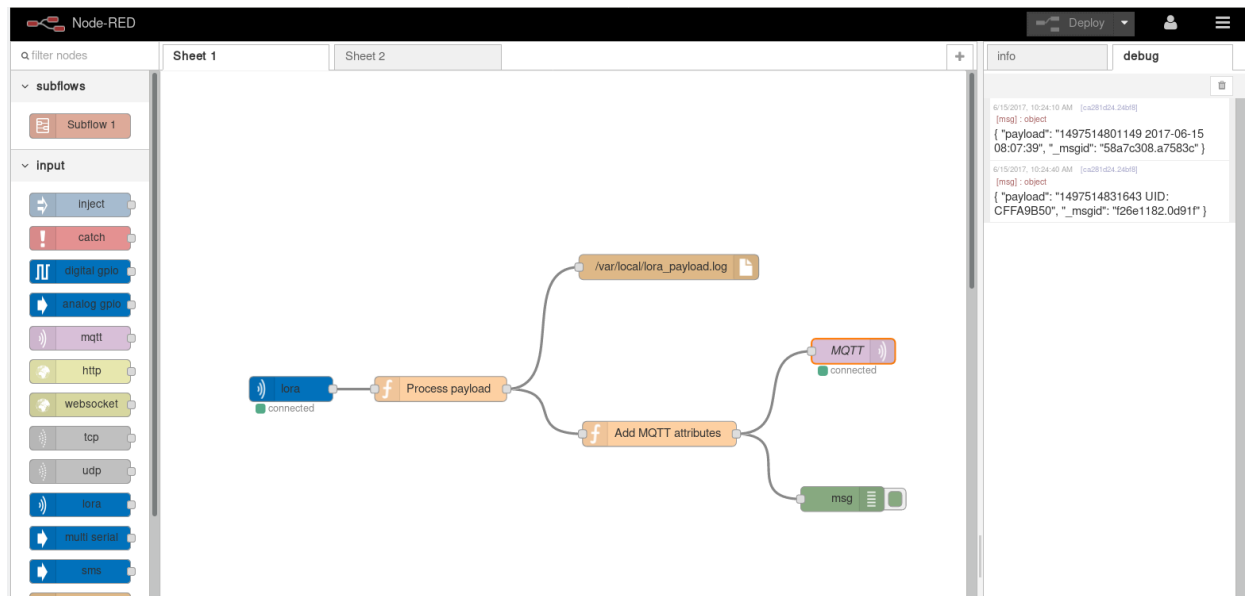 Node-RED
Deploy
filter nodes
Sheet 1
Sheet 2
+
info
debug
subflows
Subflow 1
input
inject
catch
digital gpio
analog gpio
mqtt
http
websocket
tcp
udp
lora
multi serial
sms
/var/local/lora_payload.log
lora
connected
Process payload
Add MQTT attributes
MQTT
connected
msg
6/15/2017, 10:24:10 AM [ca281d24.24bf8]
[msg] : object
{ "payload": "1497514801149 2017-06-15
08:07:39", "_msgid": "58a7c308.a7583c" }
6/15/2017, 10:24:40 AM [ca281d24.24bf8]
[msg] : object
{ "payload": "1497514831643 UID:
CFFA9B50", "_msgid": "f26e1182.0d91f" }